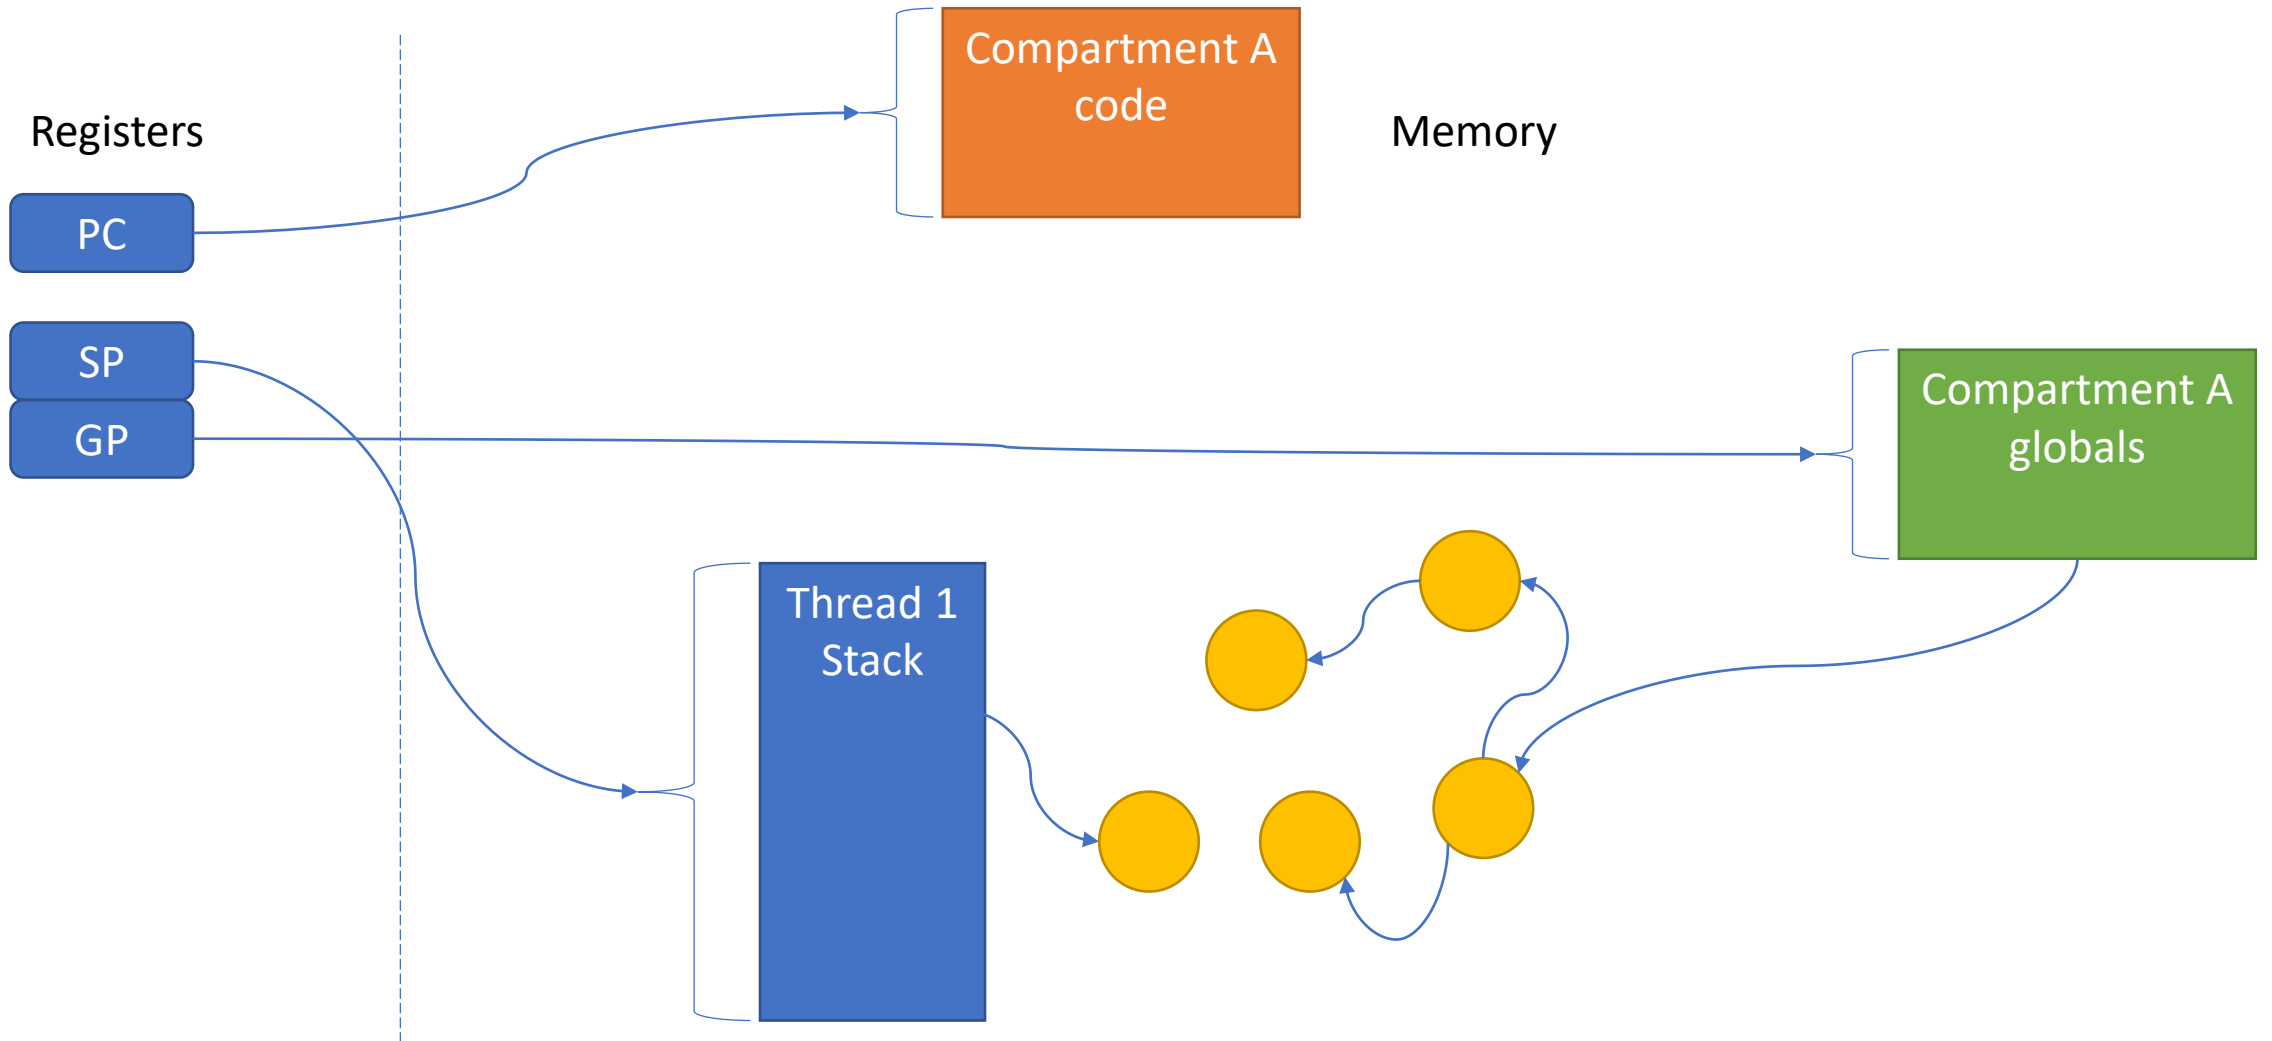 Compartment A
code
Registers
Memory
PC
SP
GP
Compartment A
globals
Thread 1
Stack